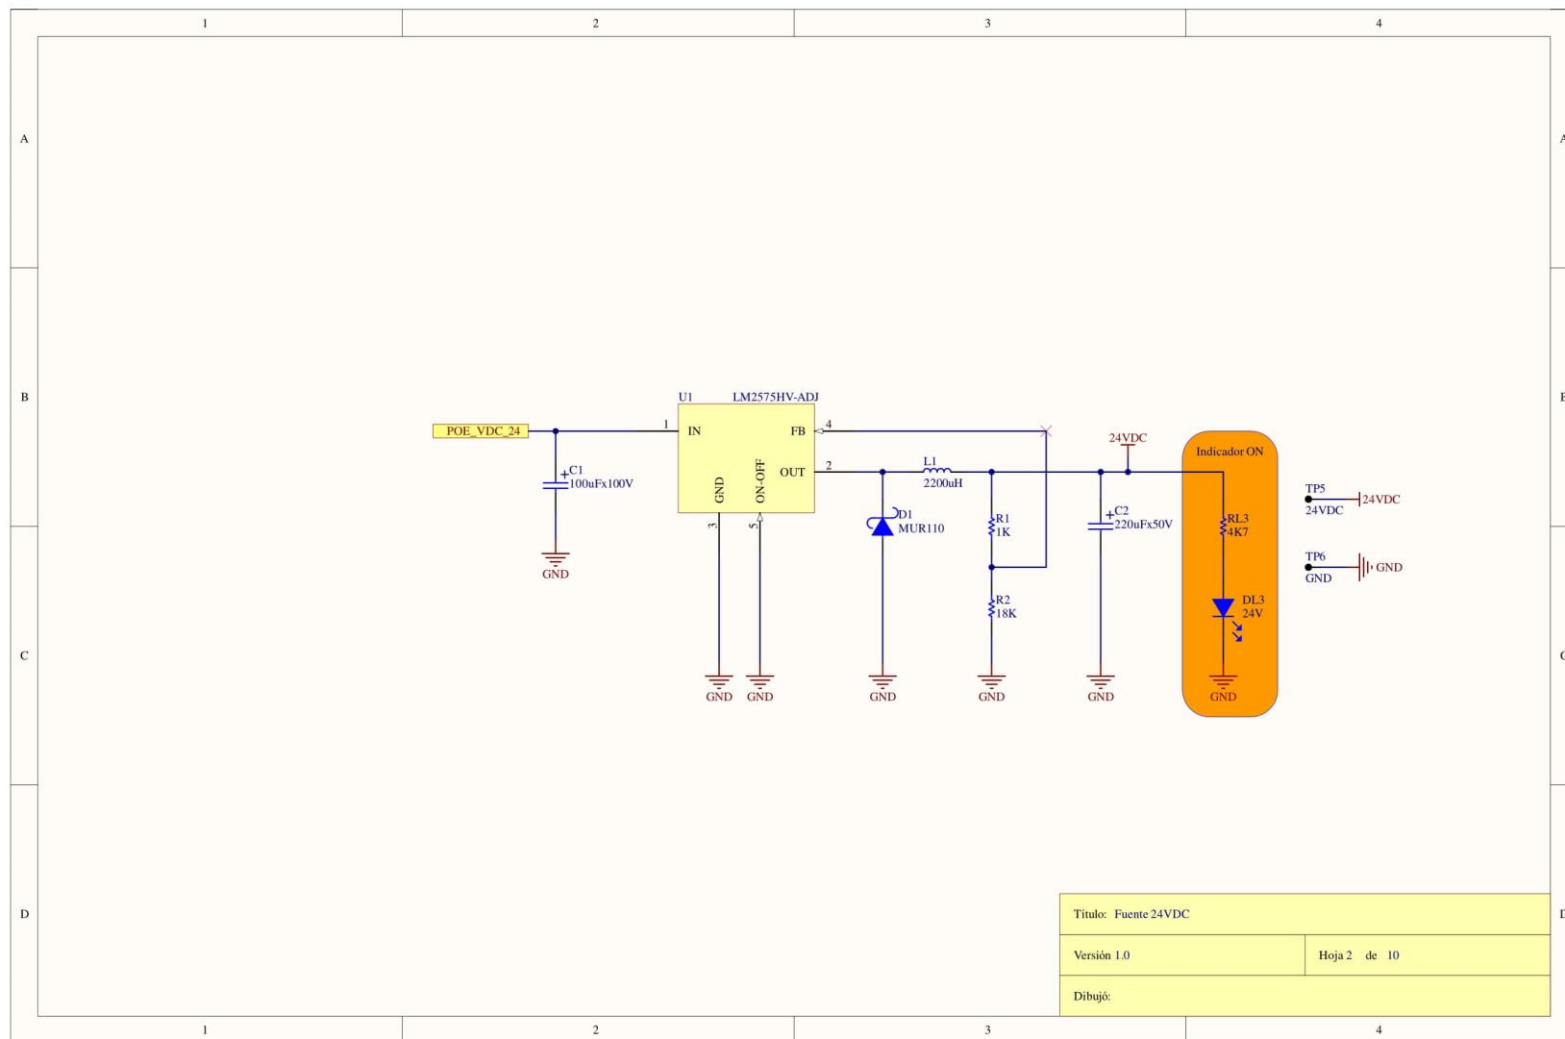 1 2 3 4
A A
B B
U1 LM2575HV-ADJ
POE_VDC_24 1 IN FB 4
24VDC
Indicador ON
L1
2200uH
OUT 2
C1
100uFx100V
GND ON-OFF
3 5
D1
MUR110
R1
1K
C2
220uFx50V
RL3
4K7
TP5
24VDC
24VDC
TP6
GND
GND
GND
R2
18K
DL3
24V
C C
GND GND GND GND GND GND
D D
Título: Fuente 24VDC
Versión 1.0 Hoja 2 de 10
Dibujó:
1 2 3 4